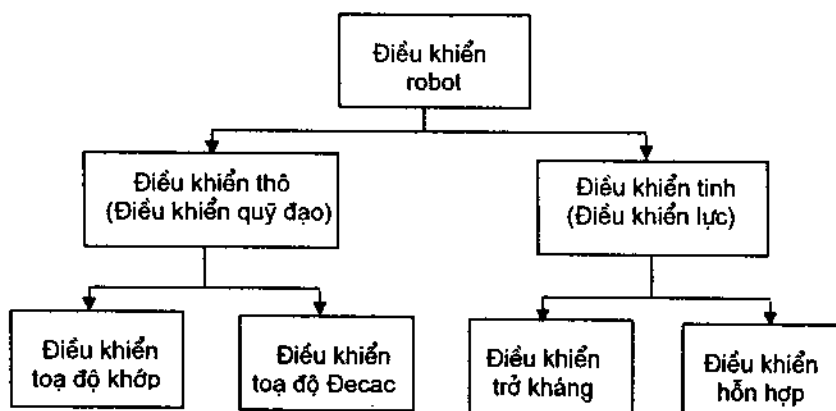 Điều khiển
robot
Điều khiển thô
(Điều khiển quỹ đạo)
Điều khiển tinh
(Điều khiển lực)
Điều khiển
toạ độ khớp
Điều khiển
toạ độ Đecac
Điều khiển
trở kháng
Điều khiển
hỗn hợp